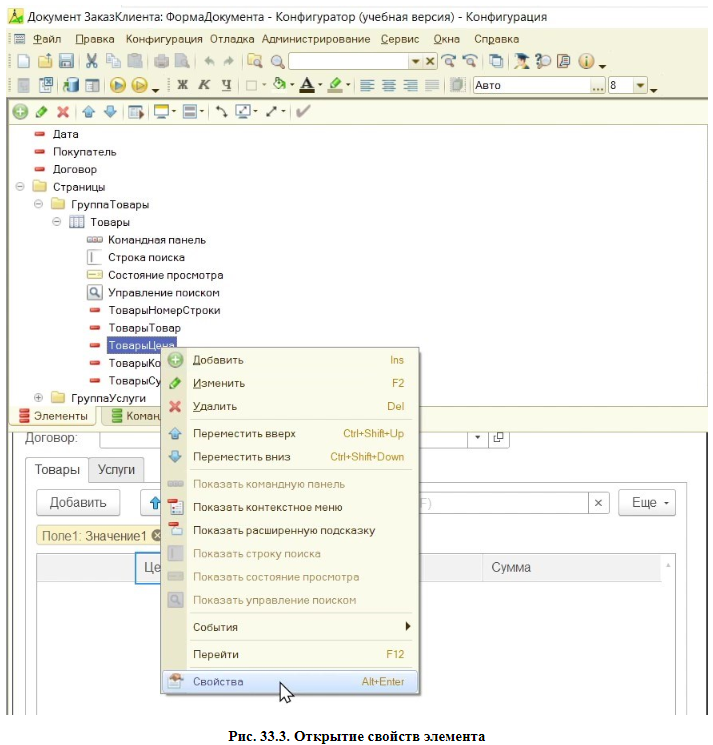 Документ ЗаказКлиента: ФормаДокумента - Конфигуратор (учебная версия) - Конфигурация
Файл Правка Конфигурация Отладка Администрирование Сервис Окна Справка
Ж К Ч А Авто ... 8
Дата
Покупатель
Договор
Страницы
ГруппаТовары
Товары
Командная панель
Строка поиска
Состояние просмотра
Управление поиском
ТоварыНомерСтроки
ТоварыТовар
ТоварыЦена
ТоварыКо
ТоварыСу
ГруппаУслуги
Элементы Коман
Добавить Ins
Изменить F2
Удалить Del
Переместить вверх Ctrl+Shift+Up
Переместить вниз Ctrl+Shift+Down
Показать командную панель
Показать контекстное меню
Показать расширенную подсказку
Показать строку поиска
Показать состояние просмотра
Показать управление поиском
События
Перейти F12
Свойства Alt+Enter
Договор:
Товары Услуги
Добавить F) × Еще
Поле1: Значение1
Це Сумма
Рис. 33.3. Открытие свойств элемента